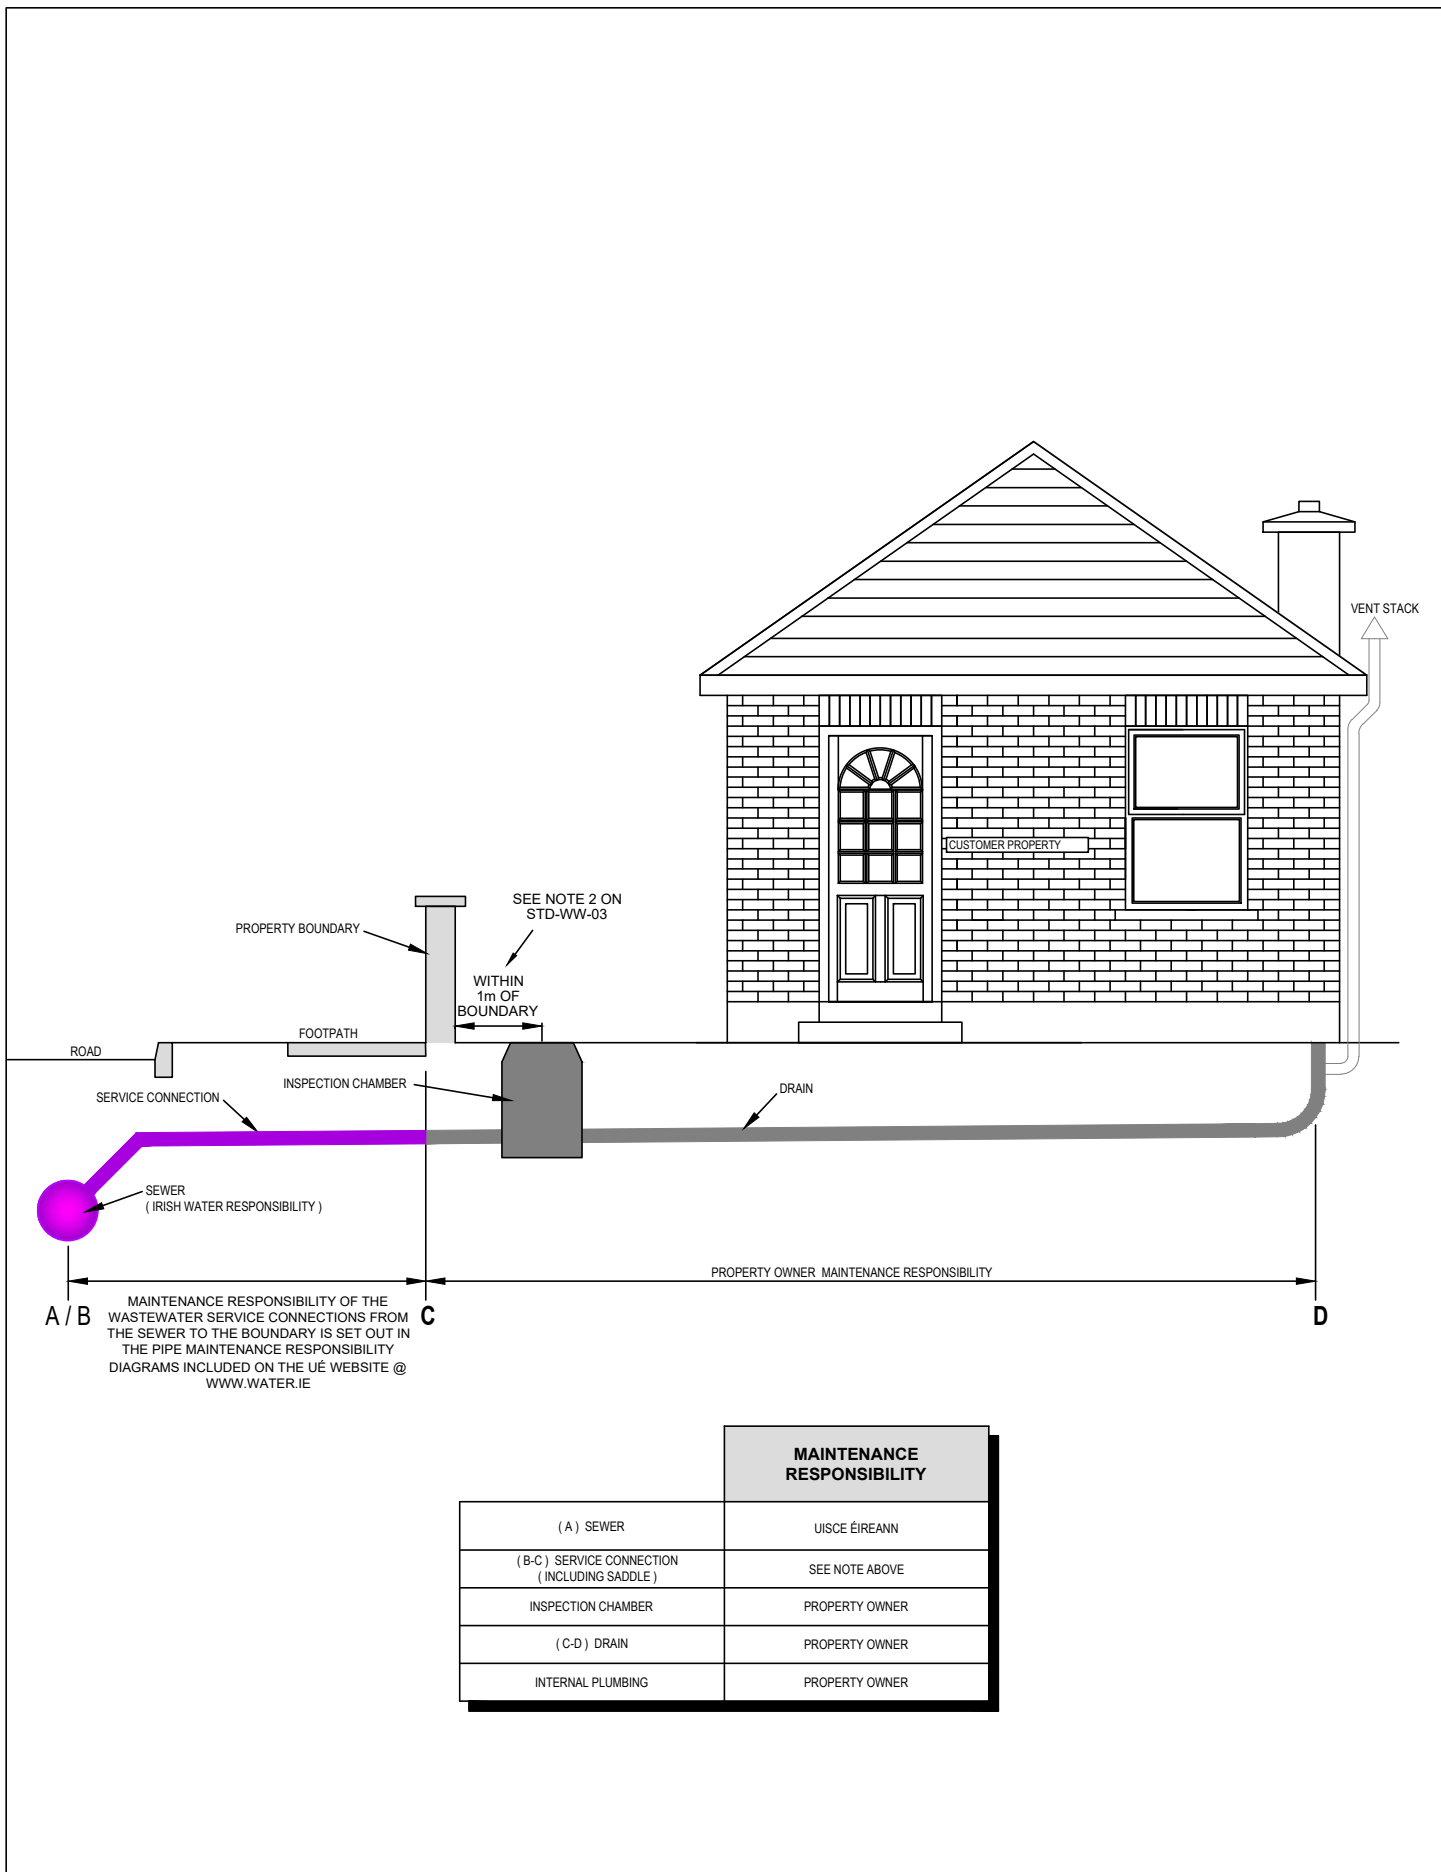 VENT STACK
CUSTOMER PROPERTY
SEE NOTE 2 ON
STD-WW-03
PROPERTY BOUNDARY
WITHIN
1m OF
BOUNDARY
FOOTPATH
ROAD
INSPECTION CHAMBER
DRAIN
SERVICE CONNECTION
SEWER
( IRISH WATER RESPONSIBILITY )
PROPERTY OWNER MAINTENANCE RESPONSIBILITY
A / B
MAINTENANCE RESPONSIBILITY OF THE
WASTEWATER SERVICE CONNECTIONS FROM
THE SEWER TO THE BOUNDARY IS SET OUT IN
THE PIPE MAINTENANCE RESPONSIBILITY
DIAGRAMS INCLUDED ON THE UÉ WEBSITE @
WWW.WATER.IE
C
D
MAINTENANCE
RESPONSIBILITY
( A ) SEWER
UISCE ÉIREANN
( B-C ) SERVICE CONNECTION
( INCLUDING SADDLE )
SEE NOTE ABOVE
INSPECTION CHAMBER
PROPERTY OWNER
( C-D ) DRAIN
PROPERTY OWNER
INTERNAL PLUMBING
PROPERTY OWNER